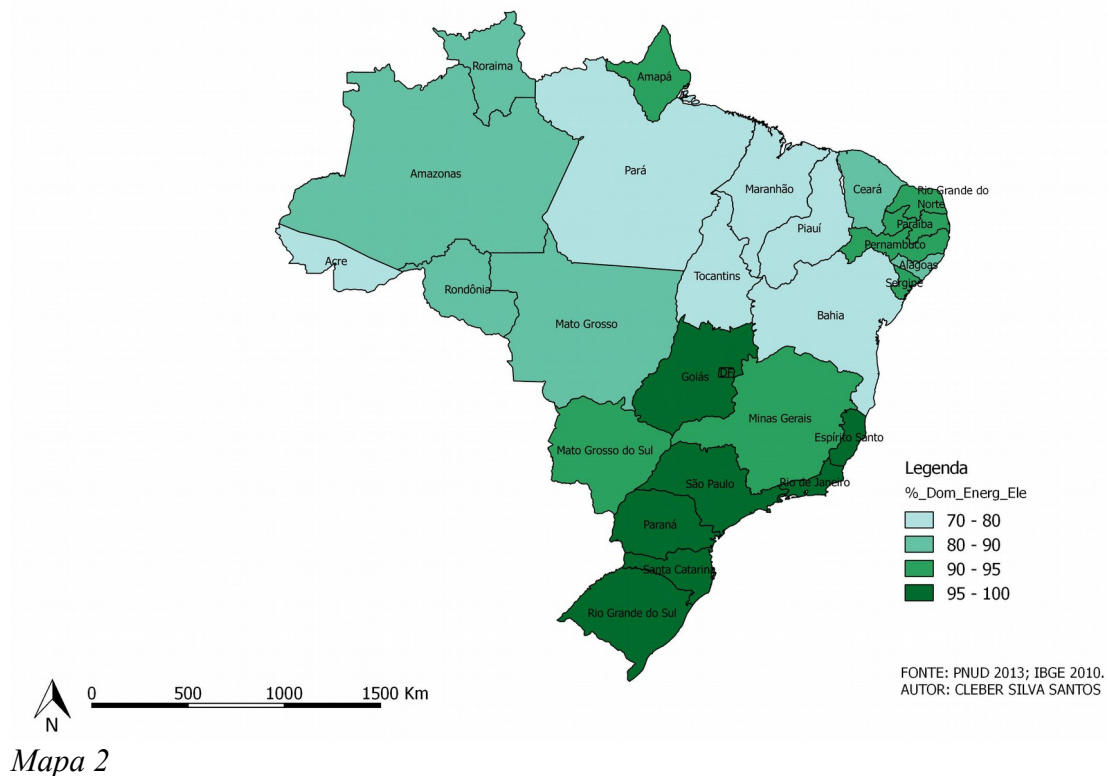 Roraima
Amapá
Amazonas
Pará
Maranhão
Ceará
Rio Grande do
Norte
Paraíba
Piauí
Pernambuco
Acre
Alagoas
Tocantins
Sergipe
Rondônia
Bahia
Mato Grosso
Goiás
DF
Minas Gerais
Espírito Santo
Mato Grosso do Sul
São Paulo
Rio de Janeiro
Paraná
Santa Catarina
Rio Grande do Sul
Legenda
%_Dom_Energ_Ele
70 - 80
80 - 90
90 - 95
95 - 100
FONTE: PNUD 2013; IBGE 2010.
AUTOR: CLEBER SILVA SANTOS
0 500 1000 1500 Km
N
Mapa 2